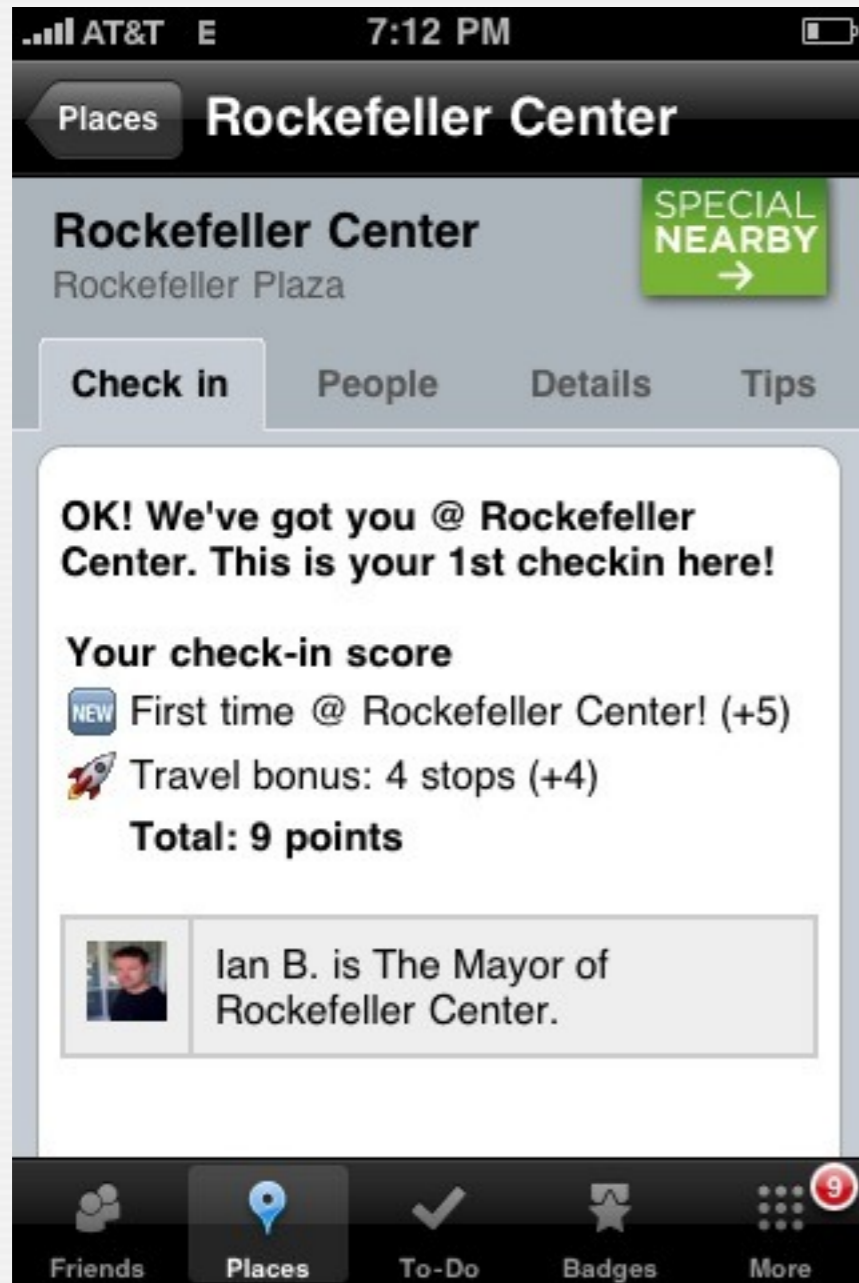 AT&T E 7:12 PM
Places Rockefeller Center
Rockefeller Center
Rockefeller Plaza
SPECIAL
NEARBY
→
Check in People Details Tips
OK! We've got you @ Rockefeller
Center. This is your 1st checkin here!
Your check-in score
NEW First time @ Rockefeller Center! (+5)
Travel bonus: 4 stops (+4)
Total: 9 points
Ian B. is The Mayor of
Rockefeller Center.
9
Friends Places To-Do Badges More